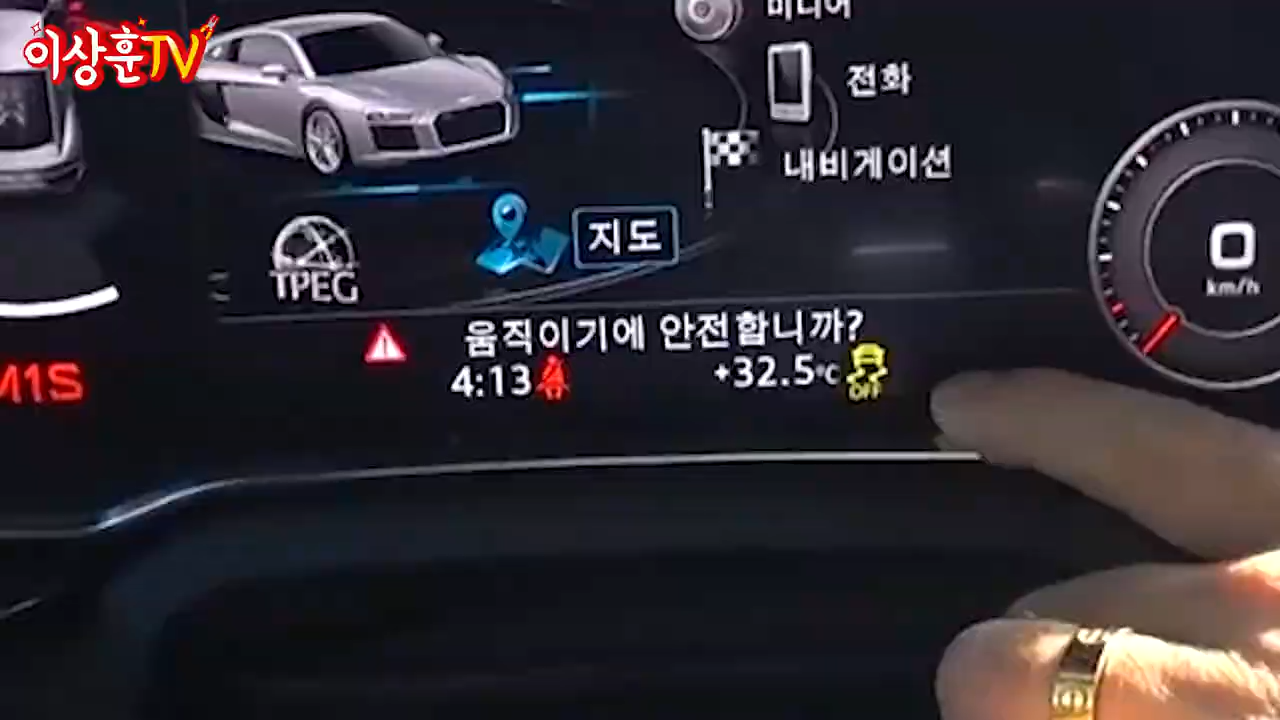 이상훈TV
미디어
전화
내비게이션
지도
TPEG
0
km/h
움직이기에 안전합니까?
4:13
+32.5°C
OFF
M1S